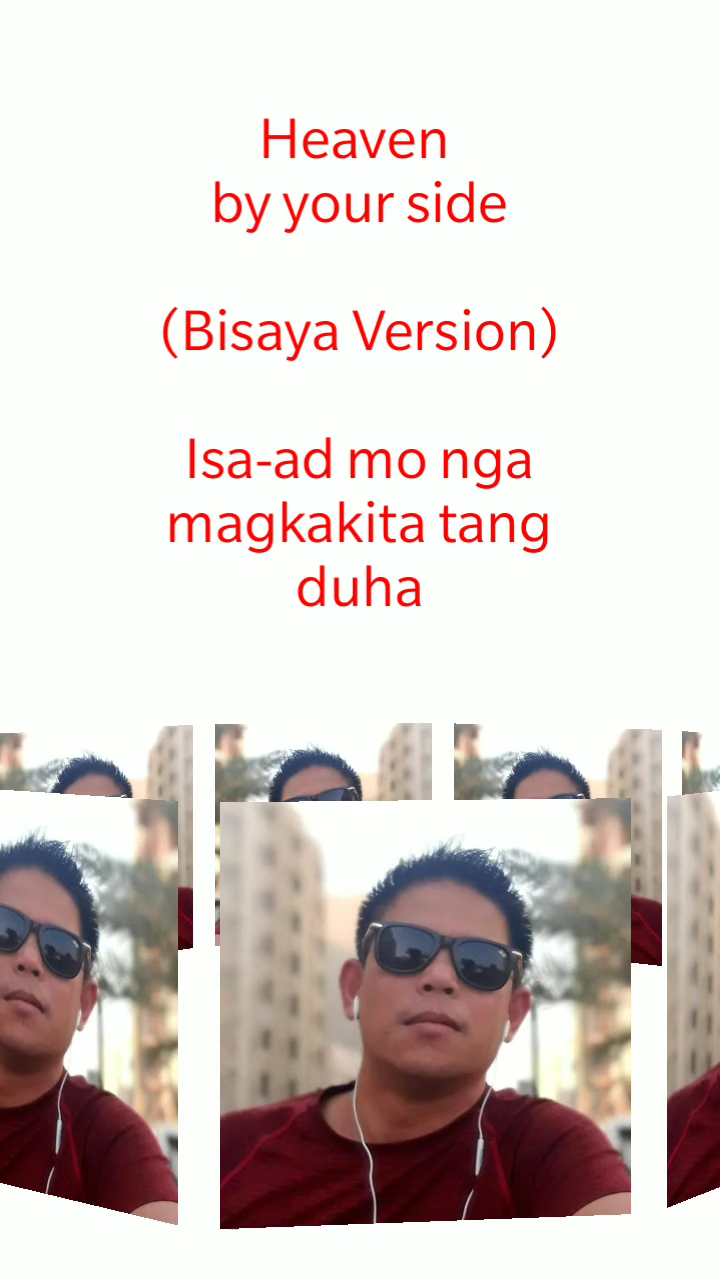 Heaven
by your side
(Bisaya Version)
Isa-ad mo nga
magkakita tang
duha